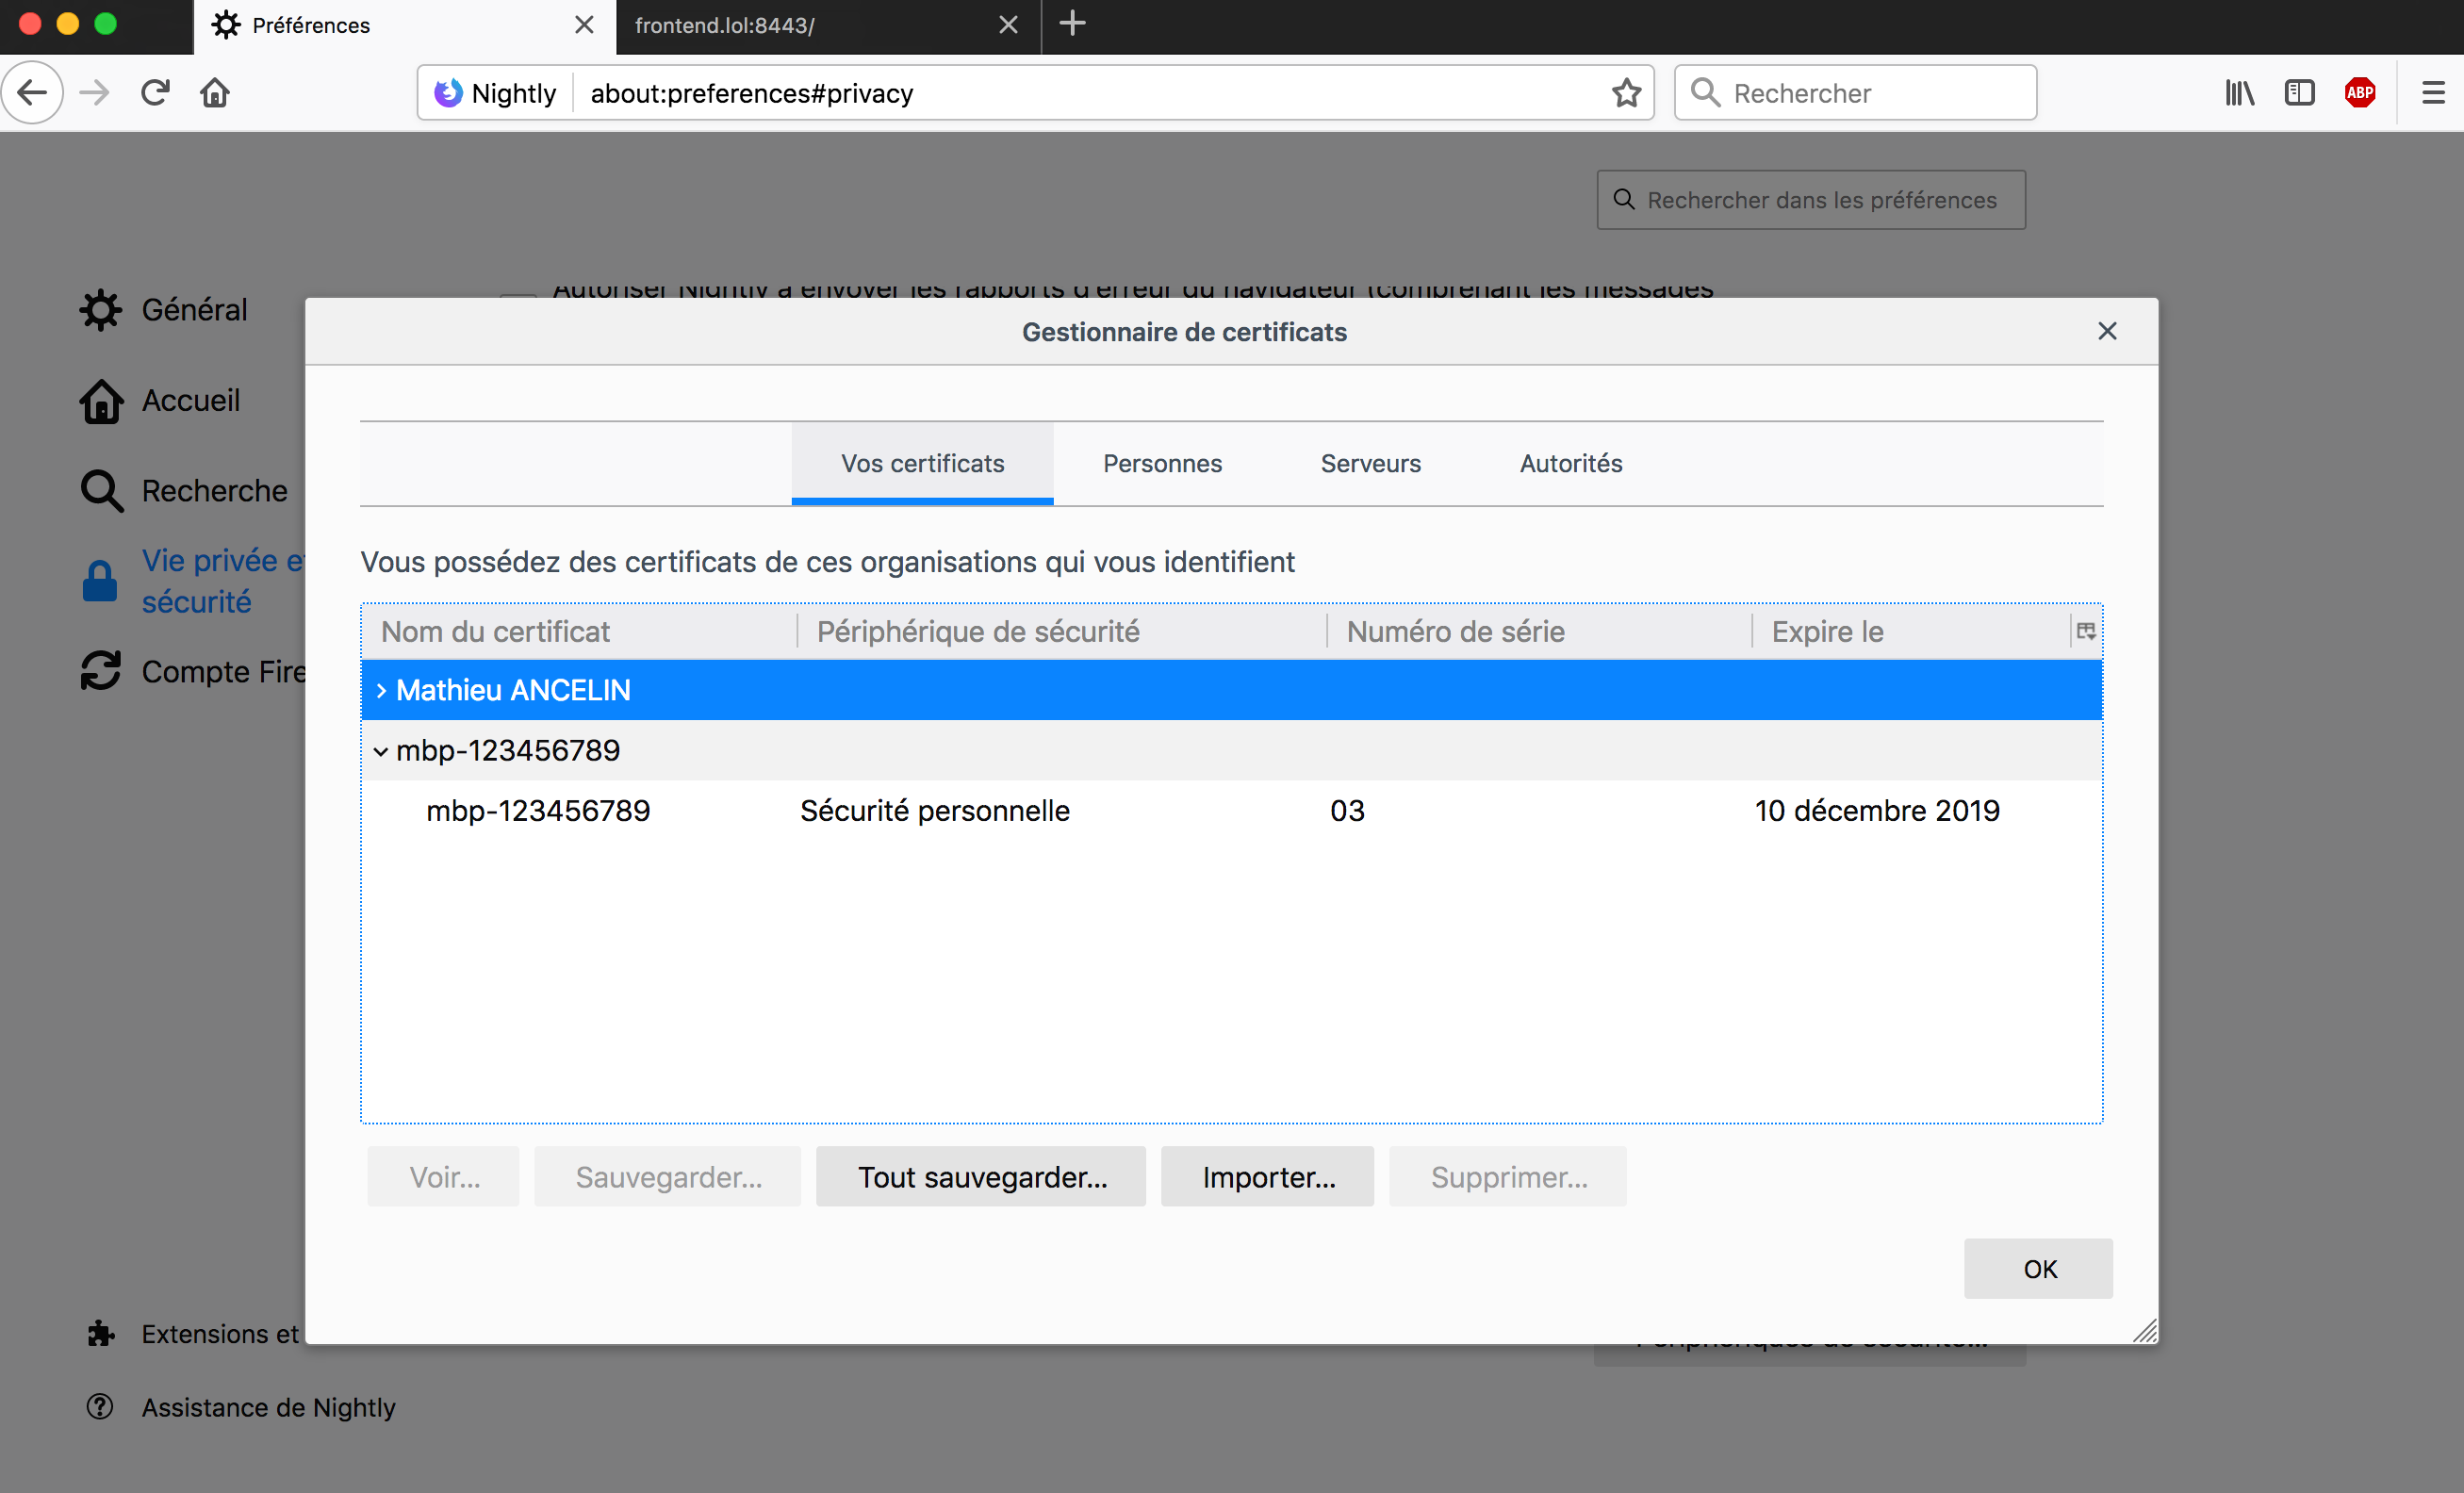 Préférences
frontend.lol:8443/
Nightly
about:preferences#privacy
Rechercher
ABP
Rechercher dans les préférences
Autoriser Nightly à envoyer les rapports d'erreur du navigateur (comprenant les messages
Général
Accueil
Recherche
Vie privée et
sécurité
Compte Fire
Extensions et
Assistance de Nightly
Gestionnaire de certificats
Vos certificats
Personnes
Serveurs
Autorités
Vous possédez des certificats de ces organisations qui vous identifient
Nom du certificat
Périphérique de sécurité
Numéro de série
Expire le
Mathieu ANCELIN
mbp-123456789
mbp-123456789
Sécurité personnelle
03
10 décembre 2019
Voir...
Sauvegarder...
Tout sauvegarder...
Importer...
Supprimer...
OK
Périphériques de sécurité...